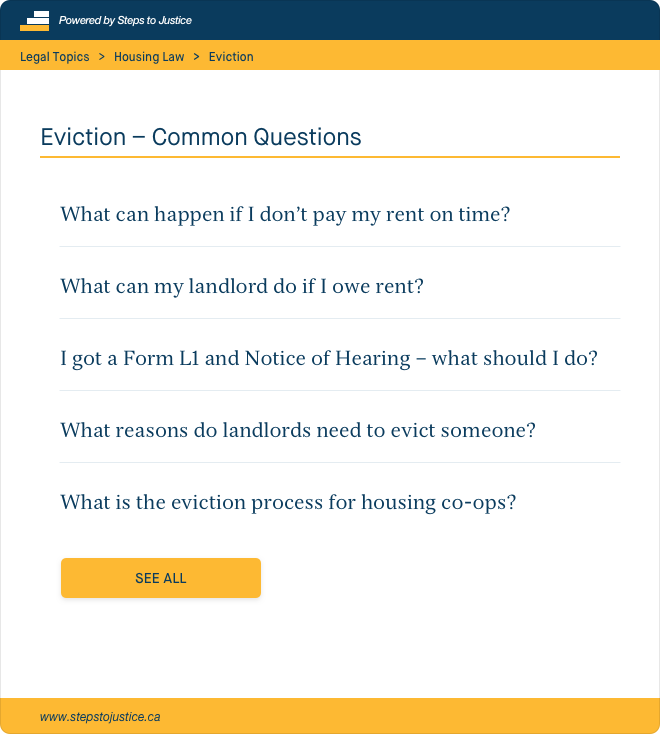 Powered by Steps to Justice
Legal Topics > Housing Law > Eviction
Eviction – Common Questions
What can happen if I don’t pay my rent on time?
What can my landlord do if I owe rent?
I got a Form L1 and Notice of Hearing – what should I do?
What reasons do landlords need to evict someone?
What is the eviction process for housing co-ops?
SEE ALL
www.stepstojustice.ca